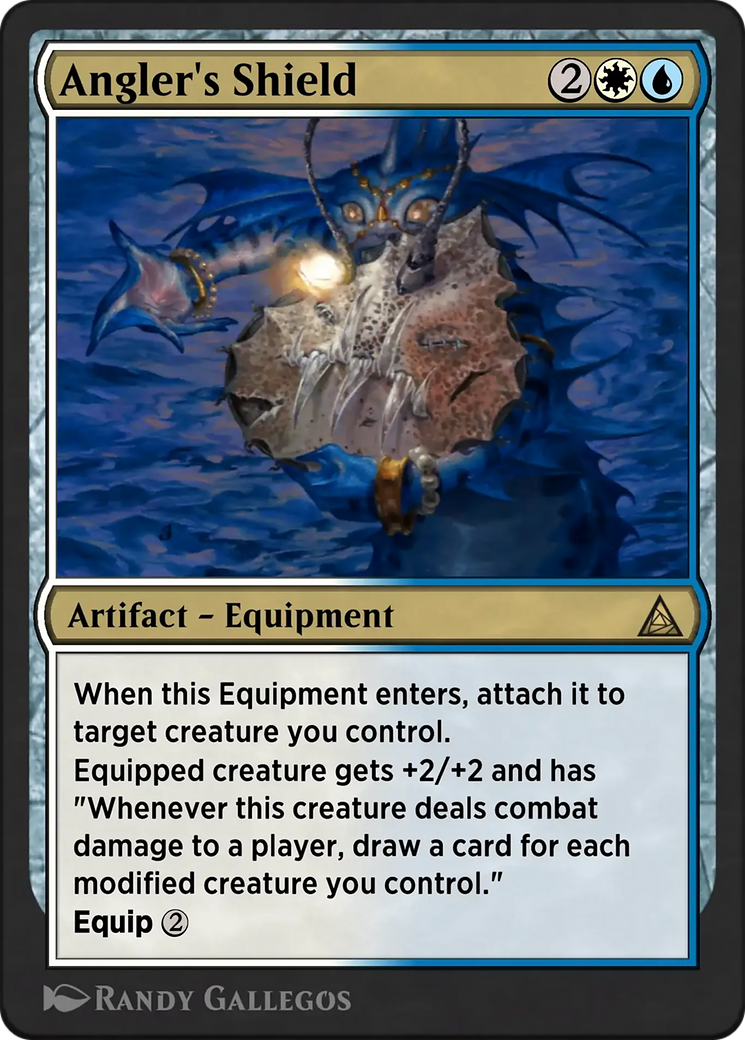 Angler's Shield 2
Artifact – Equipment
When this Equipment enters, attach it to
target creature you control.
Equipped creature gets +2/+2 and has
"Whenever this creature deals combat
damage to a player, draw a card for each
modified creature you control."
Equip 2
Randy Gallegos